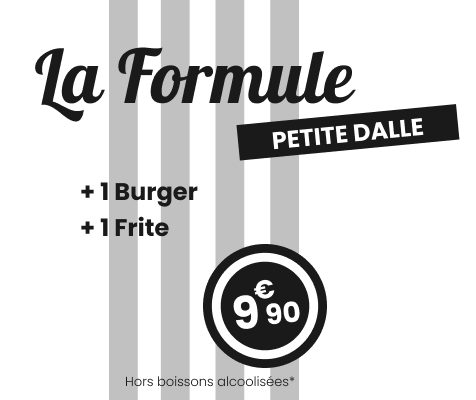 La Formule
PETITE DALLE
+ 1 Burger
+ 1 Frite
9€90
Hors boissons alcoolisées*